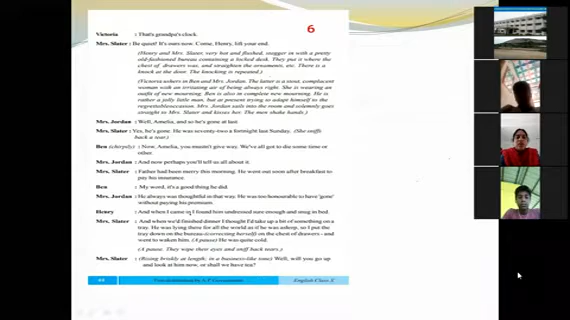 6
Victoria : That's grandpa's clock.
Mrs. Slater : Be quiet! It's ours now. Come, Henry, lift your end.
(Henry and Mrs. Slater, very hot and flushed, stagger in with a pretty
old-fashioned bureau containing a locked desk. They put it where the
chest of drawers was, and straighten the ornaments, etc. There is a
knock at the door. The knocking is repeated.)
(Victoria ushers in Ben and Mrs. Jordan. The latter is a stout, complacent
woman with an irritating air of being always right. She is wearing an
outfit of new mourning. Ben is also in complete new mourning. He is
rather a jolly little man, but at present trying to adapt himself to the
regrettable occasion. Mrs. Jordan sails into the room and solemnly goes
straight to Mrs. Slater and kisses her. The men shake hands.)
Mrs. Jordan : Well, Amelia, and so he's gone at last.
Mrs. Slater : Yes, he's gone. He was seventy-two a fortnight last Sunday. (She sniffs
back a tear.)
Ben (chirpily) : Now, Amelia, you mustn't give way. We've all got to die some time or
other.
Mrs. Jordan : And now perhaps you'll tell us all about it.
Mrs. Slater : Father had been merry this morning. He went out soon after breakfast to
pay his insurance.
Ben : My word, it's a good thing he did.
Mrs. Jordan : He always was thoughtful in that way. He was too honourable to have 'gone'
without paying his premium.
Henry : And when I came in I found him undressed sure enough and snug in bed.
Mrs. Slater : And when we'd finished dinner I thought I'd take up a bit of something on a
tray. He was lying there for all the world as if he was asleep, so I put the
tray down on the bureau-(correcting herself) on the chest of drawers - and
went to waken him. (A pause) He was quite cold.
(A pause. They wipe their eyes and sniff back tears.)
Mrs. Slater : (Rising briskly at length; in a business-like tone) Well, will you go up
and look at him now, or shall we have tea?
English Class X